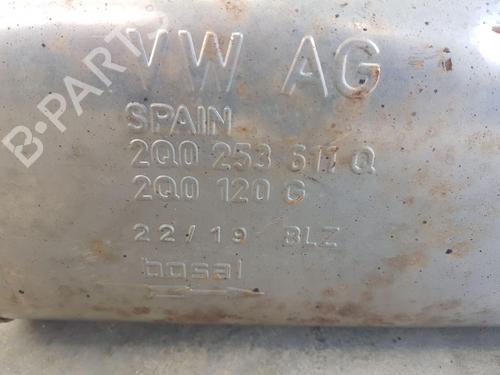 VW AG
B-PARTS
SPAIN
2Q0 253 611 Q
2Q0 120 G
22/19 BLZ
bosal